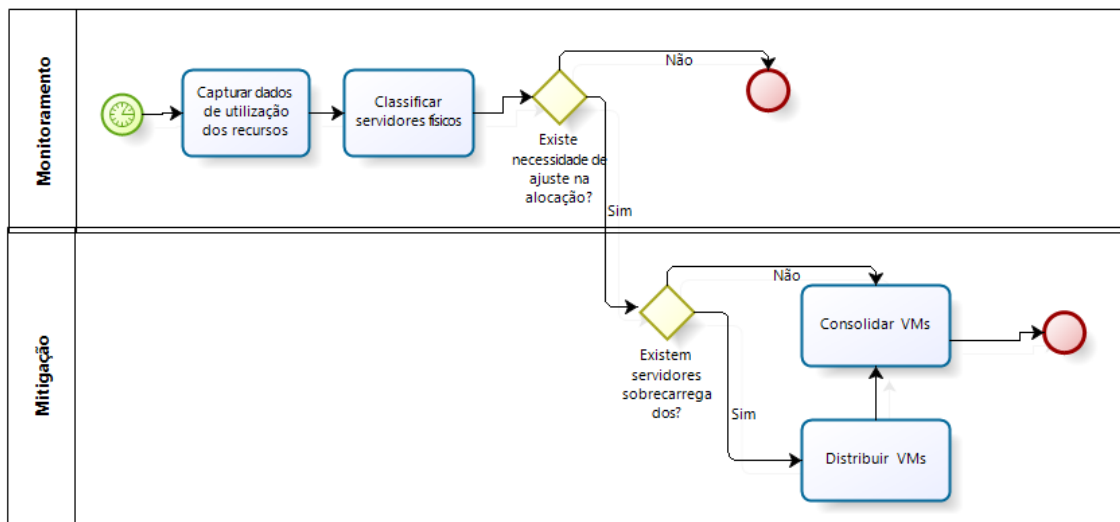 Monitoramento
Capturar dados
de utilização
dos recursos
Classificar
servidores físicos
Existe
necessidade de
ajuste na
alocação?
Não
Sim
Mitigação
Existem
servidores
sobrecarrega
dos?
Não
Sim
Consolidar VMs
Distribuir VMs